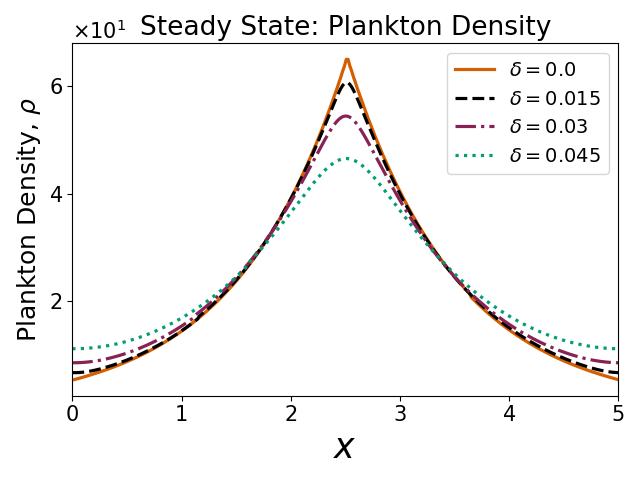 ×10¹ Steady State: Plankton Density
δ = 0.0
δ = 0.015
δ = 0.03
δ = 0.045
Plankton Density, ρ
6
4
2
0 1 2 3 4 5
x